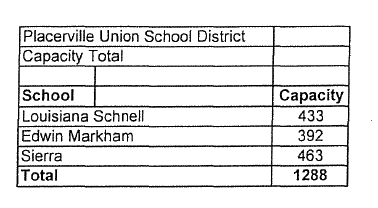 Placerville Union School District
Capacity Total
School Capacity
Louisiana Schnell 433
Edwin Markham 392
Sierra 463
Total 1288